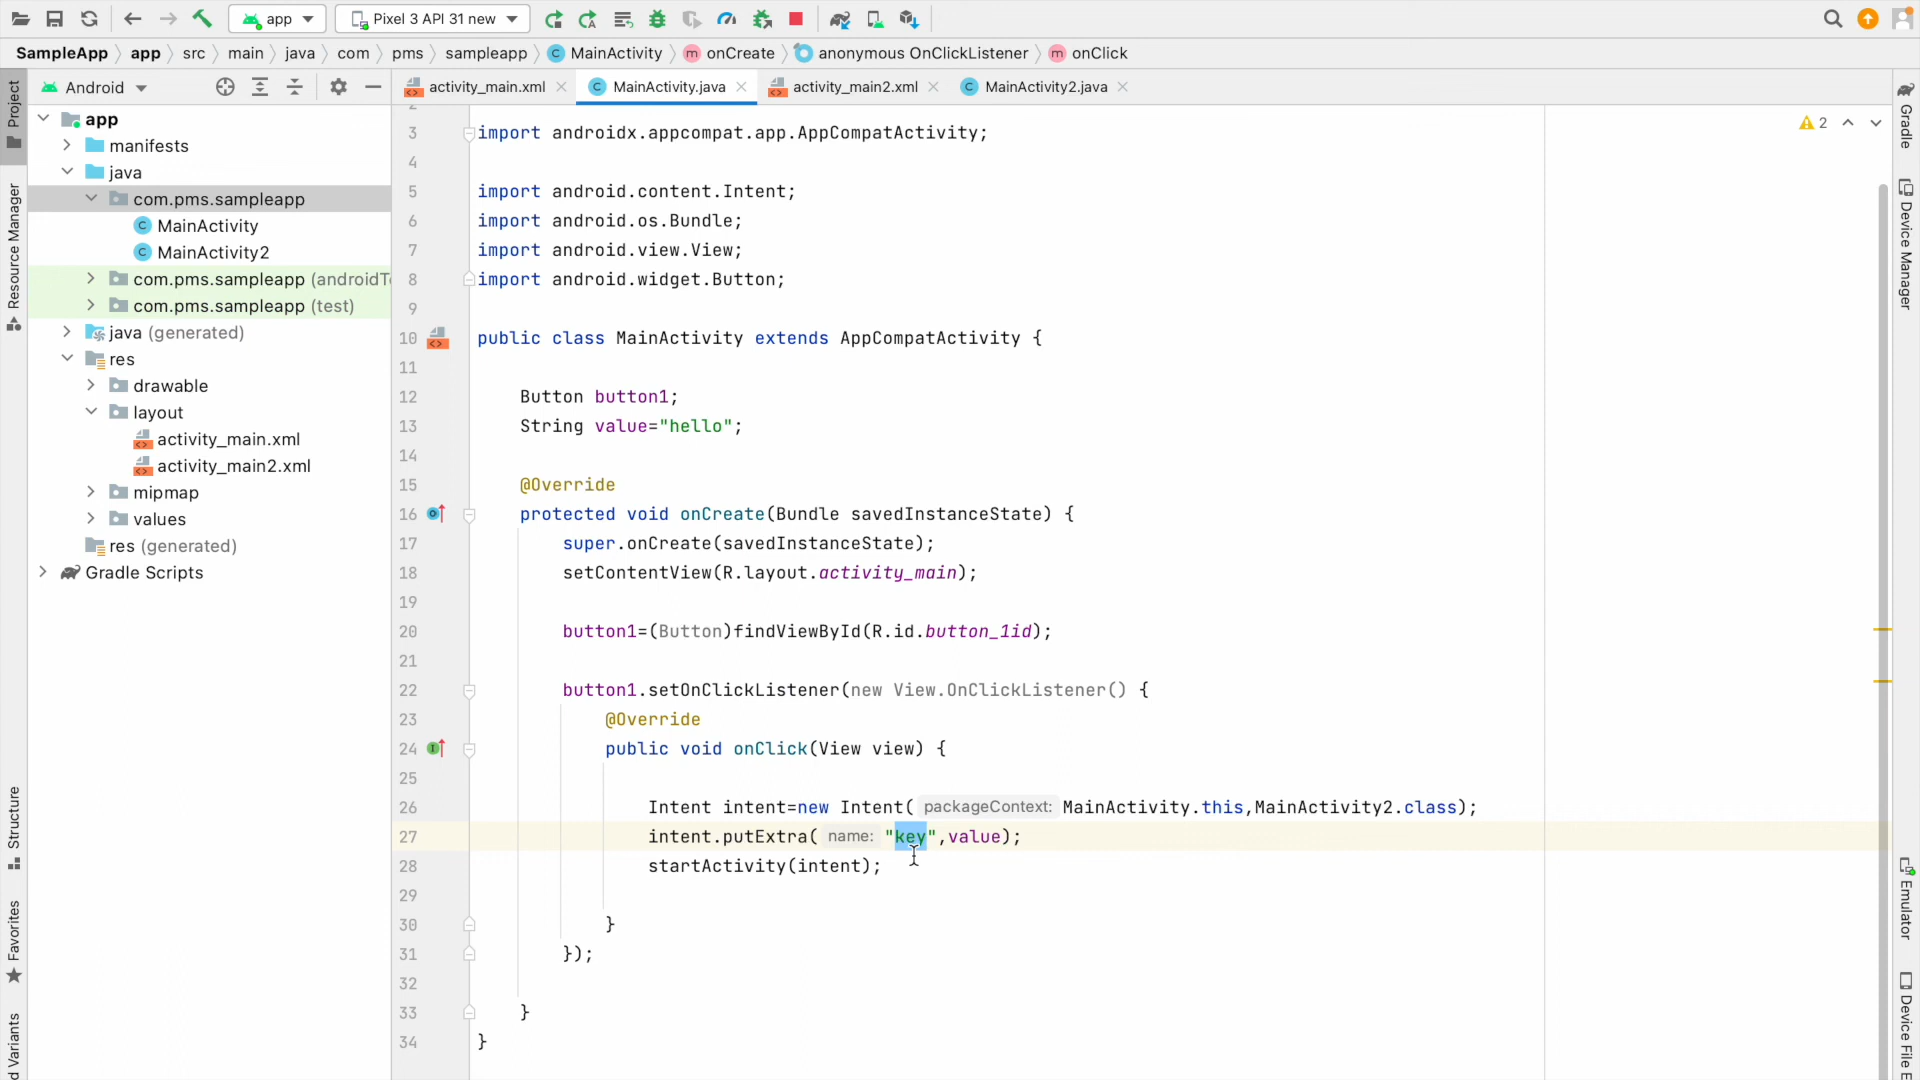 app
Pixel 3 API 31 new
SampleApp app src main java com pms sampleapp MainActivity onCreate anonymous OnClickListener onClick
Android
activity_main.xml MainActivity.java activity_main2.xml MainActivity2.java
Project
Resource Manager
Structure
Favorites
d Variants
app
manifests
java
com.pms.sampleapp
MainActivity
MainActivity2
com.pms.sampleapp (androidTe
com.pms.sampleapp (test)
java (generated)
res
drawable
layout
activity_main.xml
activity_main2.xml
mipmap
values
res (generated)
Gradle Scripts
2
3 import androidx.appcompat.app.AppCompatActivity;
4
5 import android.content.Intent;
6 import android.os.Bundle;
7 import android.view.View;
8 import android.widget.Button;
9
10 public class MainActivity extends AppCompatActivity {
11
12 Button button1;
13 String value="hello";
14
15 @Override
16 protected void onCreate(Bundle savedInstanceState) {
17 super.onCreate(savedInstanceState);
18 setContentView(R.layout.activity_main);
19
20 button1=(Button)findViewById(R.id.button_1id);
21
22 button1.setOnClickListener(new View.OnClickListener() {
23 @Override
24 public void onClick(View view) {
25
26 Intent intent=new Intent( packageContext: MainActivity.this,MainActivity2.class);
27 intent.putExtra( name: "key",value);
28 startActivity(intent);
29
30 }
31 });
32
33 }
34 }
2
Gradle
Device Manager
Emulator
Device File E